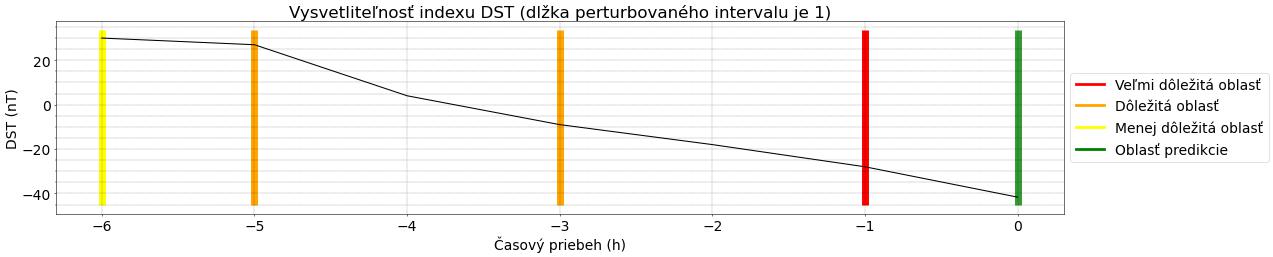 Vysvetliteľnosť indexu DST (dĺžka perturbovaného intervalu je 1)
DST (nT)
20
0
−20
−40
−6 −5 −4 −3 −2 −1 0
Časový priebeh (h)
Veľmi dôležitá oblasť
Dôležitá oblasť
Menej dôležitá oblasť
Oblasť predikcie